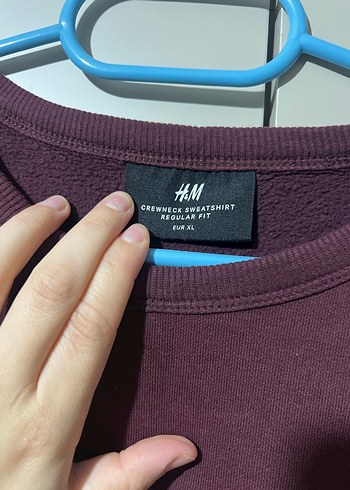 H&M
CREWNECK SWEATSHIRT
REGULAR FIT
EUR XL